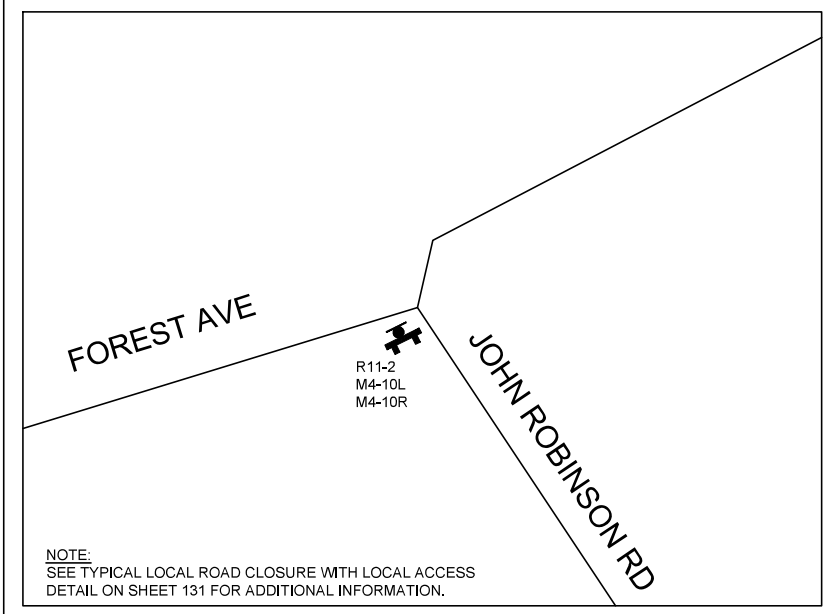 FOREST AVE
R11-2
M4-10L
M4-10R
JOHN ROBINSON RD
NOTE:
SEE TYPICAL LOCAL ROAD CLOSURE WITH LOCAL ACCESS
DETAIL ON SHEET 131 FOR ADDITIONAL INFORMATION.